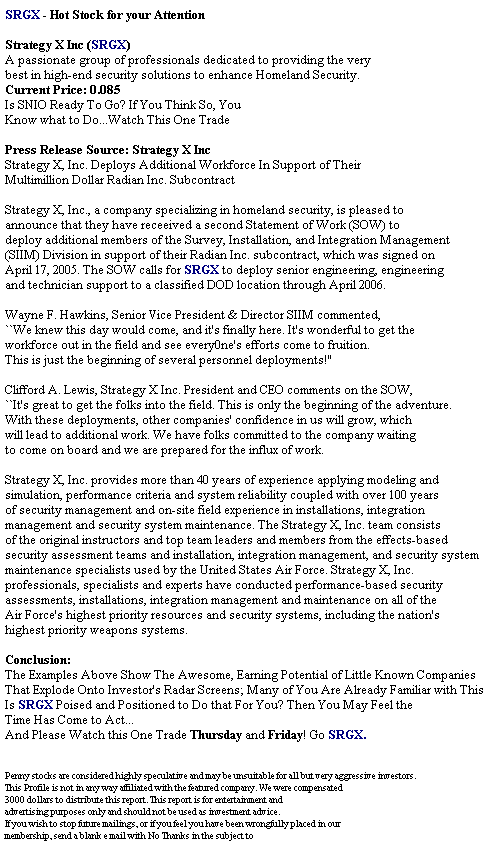 SRGX - Hot Stock for your Attention
Strategy X Inc (SRGX)
A passionate group of professionals dedicated to providing the very
best in high-end security solutions to enhance Homeland Security.
Current Price: 0.085
Is SNIO Ready To Go? If You Think So, You
Know what to Do...Watch This One Trade
Press Release Source: Strategy X Inc
Strategy X, Inc. Deploys Additional Workforce In Support of Their
Multimillion Dollar Radian Inc. Subcontract
Strategy X, Inc., a company specializing in homeland security, is pleased to
announce that they have receeived a second Statement of Work (SOW) to
deploy additional members of the Survey, Installation, and Integration Management
(SIIM) Division in support of their Radian Inc. subcontract, which was signed on
April 17, 2005. The SOW calls for SRGX to deploy senior engineering, engineering
and technician support to a classified DOD location through April 2006.
Wayne F. Hawkins, Senior Vice President & Director SIIM commented,
``We knew this day would come, and it's finally here. It's wonderful to get the
workforce out in the field and see every0ne's efforts come to fruition.
This is just the beginning of several personnel deployments!"
Clifford A. Lewis, Strategy X Inc. President and CEO comments on the SOW,
``It's great to get the folks into the field. This is only the beginning of the adventure.
With these deployments, other companies' confidence in us will grow, which
will lead to additional work. We have folks committed to the company waiting
to come on board and we are prepared for the influx of work.
Strategy X, Inc. provides more than 40 years of experience applying modeling and
simulation, performance criteria and system reliability coupled with over 100 years
of security management and on-site field experience in installations, integration
management and security system maintenance. The Strategy X, Inc. team consists
of the original instructors and top team leaders and members from the effects-based
security assessment teams and installation, integration management, and security system
maintenance specialists used by the United States Air Force. Strategy X, Inc.
professionals, specialists and experts have conducted performance-based security
assessments, installations, integration management and maintenance on all of the
Air Force's highest priority resources and security systems, including the nation's
highest priority weapons systems.
Conclusion:
The Examples Above Show The Awesome, Earning Potential of Little Known Companies
That Explode Onto Investor's Radar Screens; Many of You Are Already Familiar with This
Is SRGX Poised and Positioned to Do that For You? Then You May Feel the
Time Has Come to Act...
And Please Watch this One Trade Thursday and Friday! Go SRGX.
Penny stocks are considered highly speculative and may be unsuitable for all but very aggressive investors.
This Profile is not in any way affiliated with the featured company. We were compensated
3000 dollars to distribute this report. This report is for entertainment and
advertising purposes only and should not be used as investment advice.
If you wish to stop future mailings, or if you feel you have been wrongfully placed in our
membership, send a blank e mail with No Thanks in the subject to